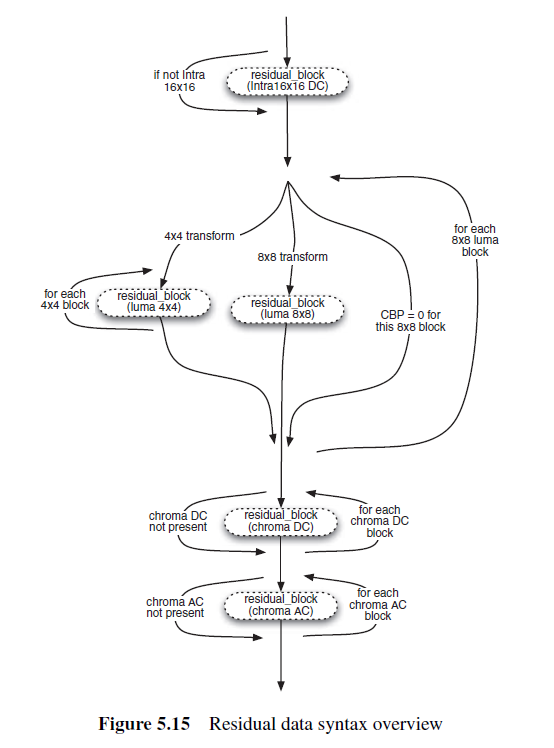 if not Intra
16x16
residual_block
(Intra16x16 DC)
for each
8x8 luma
block
4x4 transform
8x8 transform
for each
4x4 block
residual_block
(luma 4x4)
residual_block
(luma 8x8)
CBP = 0 for
this 8x8 block
chroma DC
not present
residual_block
(chroma DC)
for each
chroma DC
block
chroma AC
not present
residual_block
(chroma AC)
for each
chroma AC
block
Figure 5.15 Residual data syntax overview